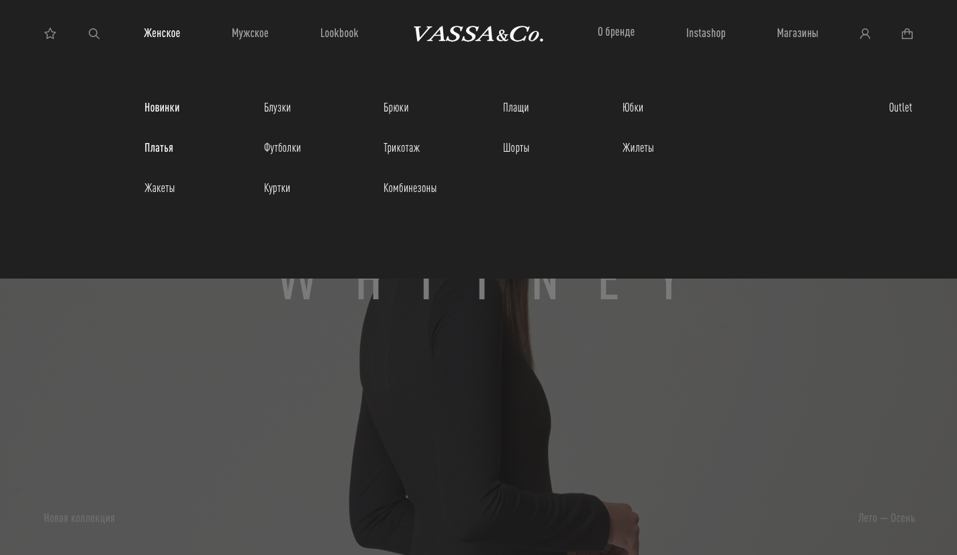 Женское Мужское Lookbook VASSA&Co. О бренде Instashop Магазины
Новинки Блузки Брюки Плащи Юбки Outlet
Платья Футболки Трикотаж Шорты Жилеты
Жакеты Куртки Комбинезоны
WHITNEY
Новая коллекция Лето — Осень